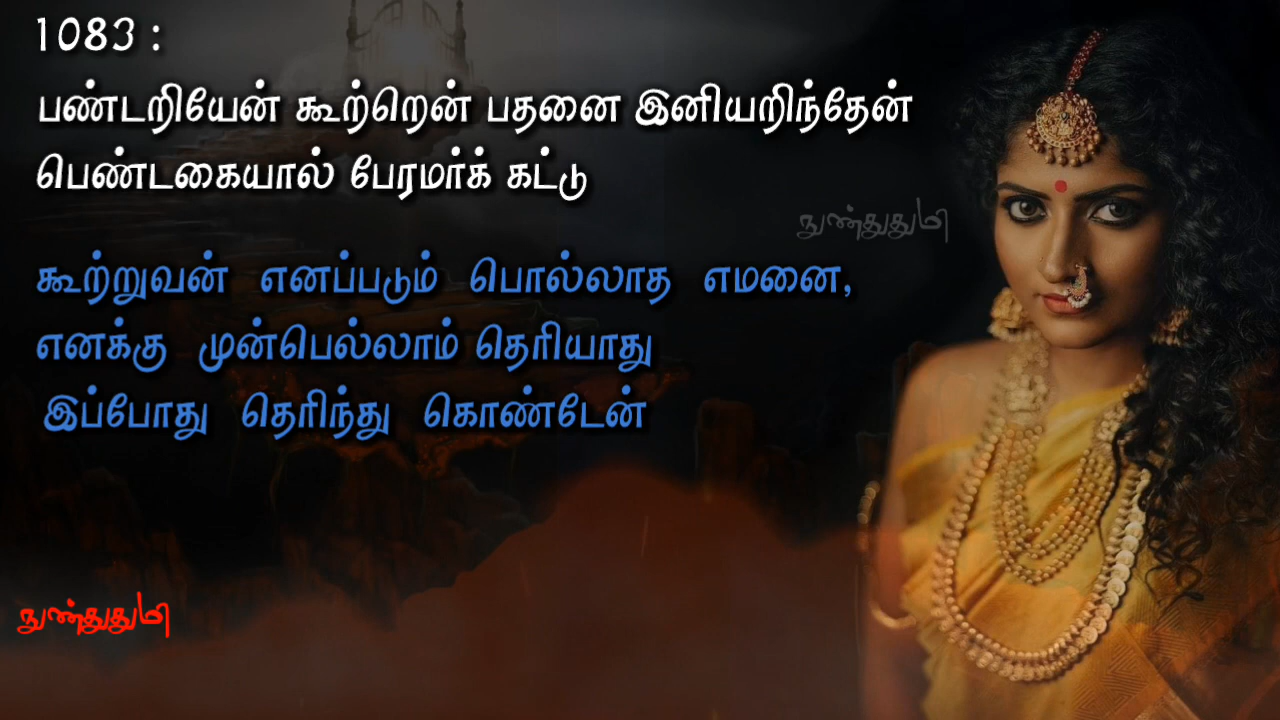 1083 :
பண்டறியேன் கூற்றென் பதனை இனியறிந்தேன்
பெண்டகையால் பேரமர்க் கட்டு
நுண்துதுமி
கூற்றுவன் எனப்படும் பொல்லாத எமனை,
எனக்கு முன்பெல்லாம் தெரியாது
இப்போது தெரிந்து கொண்டேன்
நுண்துதுமி